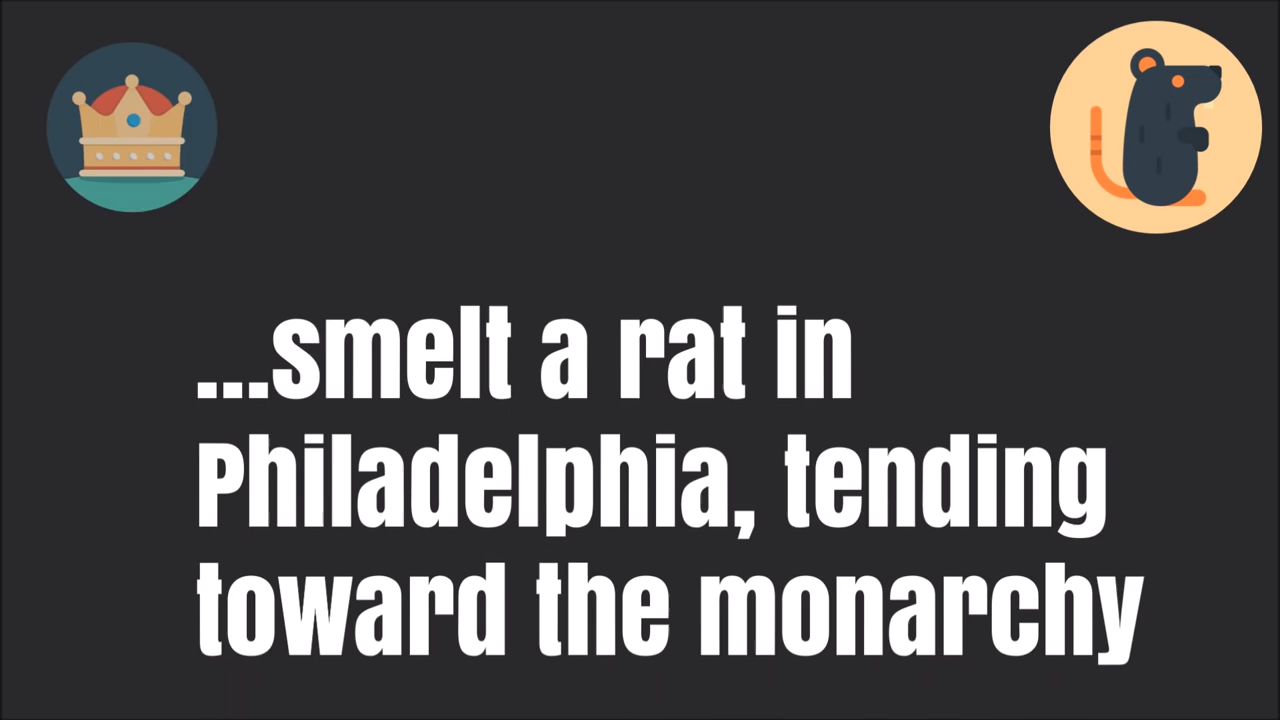 ...smelt a rat in
Philadelphia, tending
toward the monarchy